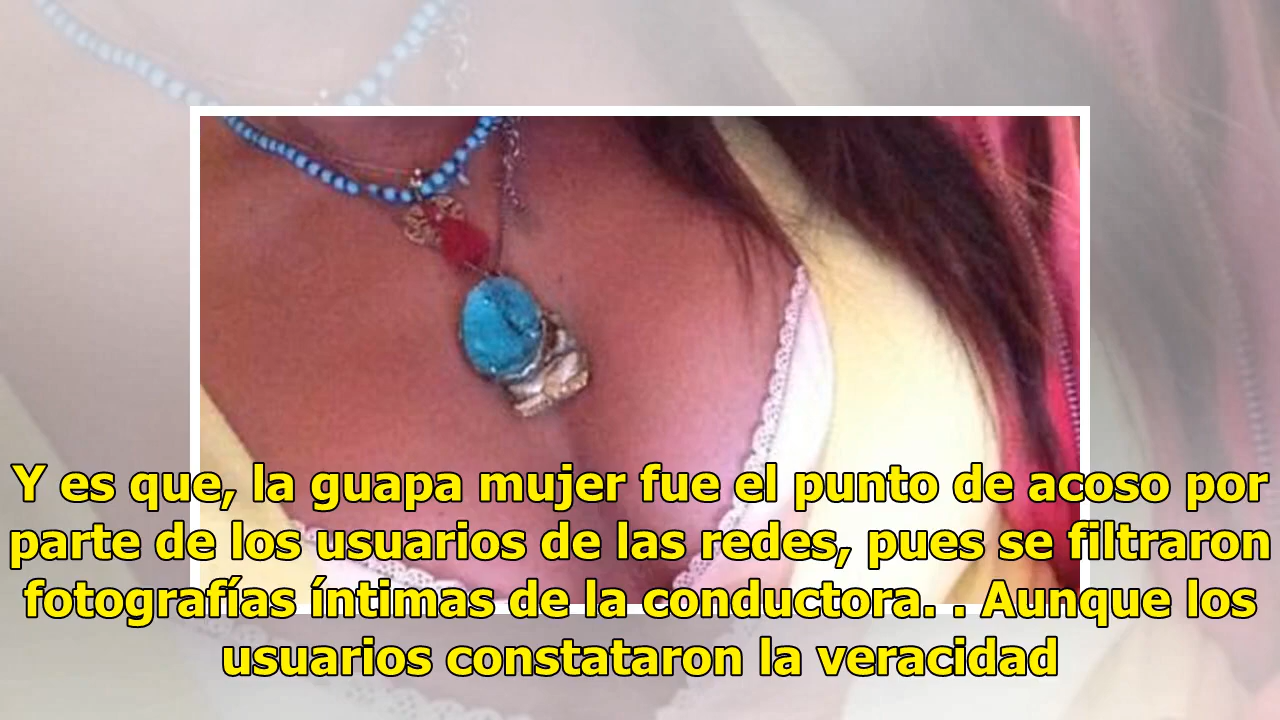 Y es que, la guapa mujer fue el punto de acoso por
parte de los usuarios de las redes, pues se filtraron
fotografías íntimas de la conductora. . Aunque los
usuarios constataron la veracidad